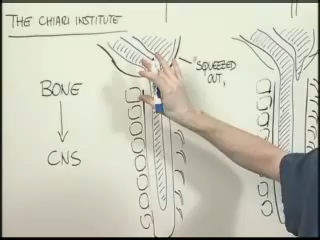 THE CHIARI INSTITUTE
"SQUEEZED
OUT,
BONE
CNS